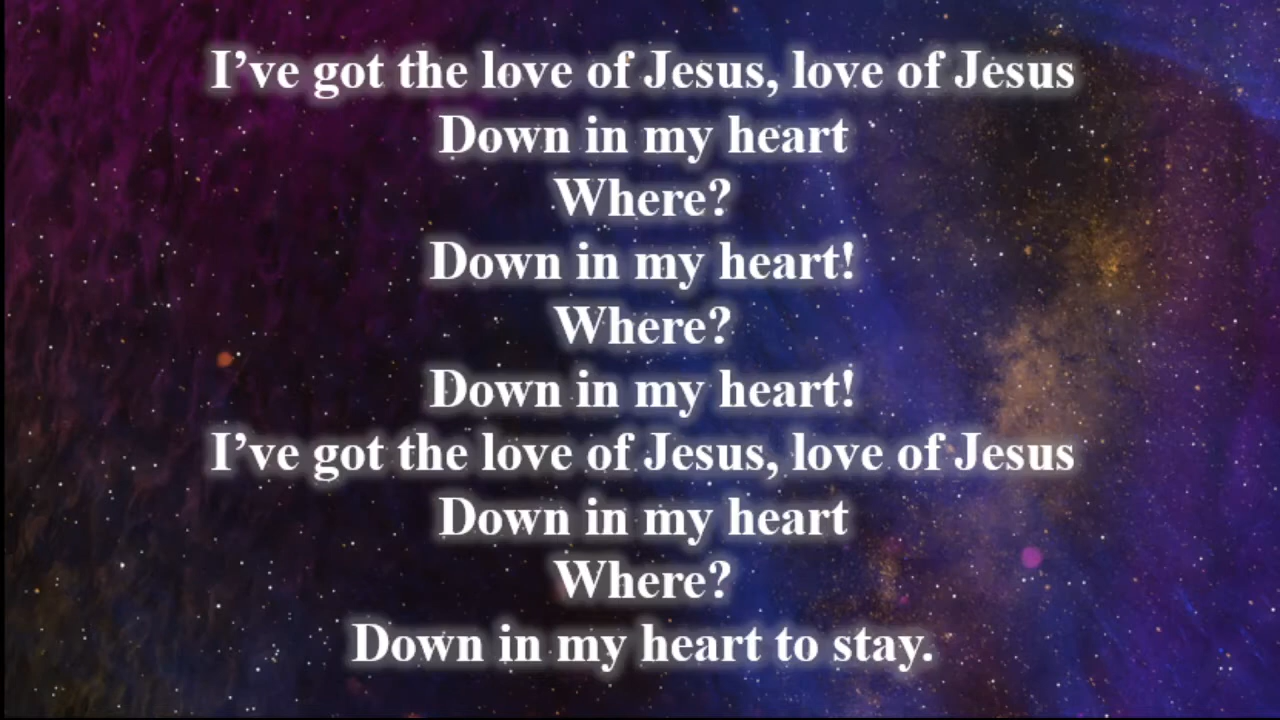 I’ve got the love of Jesus, love of Jesus
Down in my heart
Where?
Down in my heart!
Where?
Down in my heart!
I’ve got the love of Jesus, love of Jesus
Down in my heart
Where?
Down in my heart to stay.